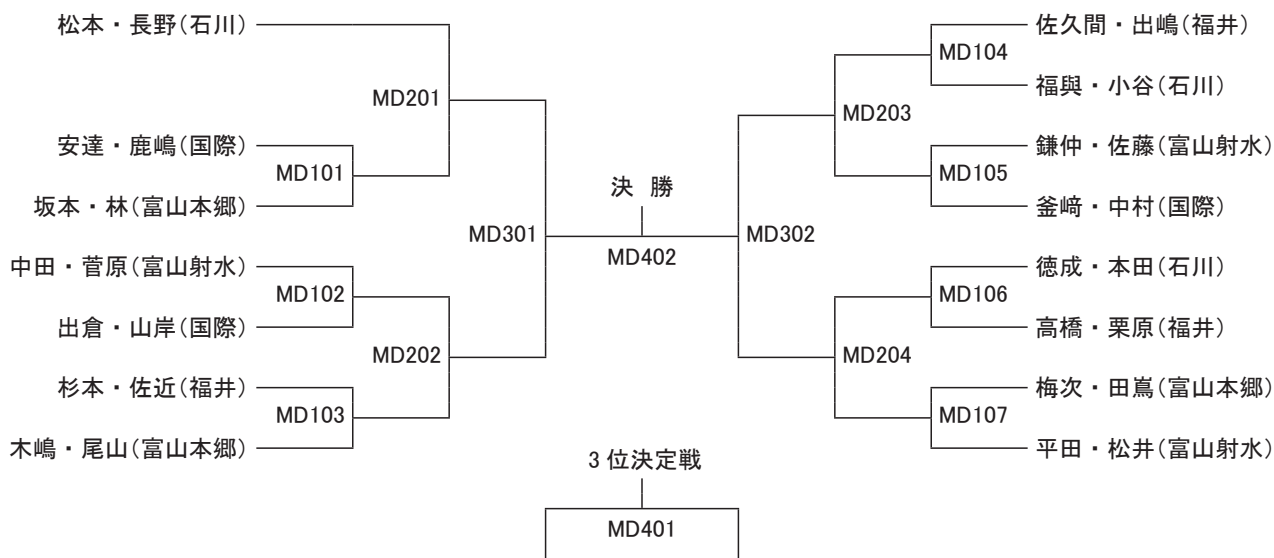 松本・長野(石川)
MD201
安達・鹿嶋(国際)
MD101
坂本・林(富山本郷)
MD301
中田・菅原(富山射水)
MD102
出倉・山岸(国際)
MD202
杉本・佐近(福井)
MD103
木嶋・尾山(富山本郷)
決 勝
MD402
佐久間・出嶋(福井)
MD104
福與・小谷(石川)
MD203
鎌仲・佐藤(富山射水)
MD105
釜﨑・中村(国際)
MD302
徳成・本田(石川)
MD106
高橋・栗原(福井)
MD204
梅次・田嶌(富山本郷)
MD107
平田・松井(富山射水)
3 位決定戦
MD401